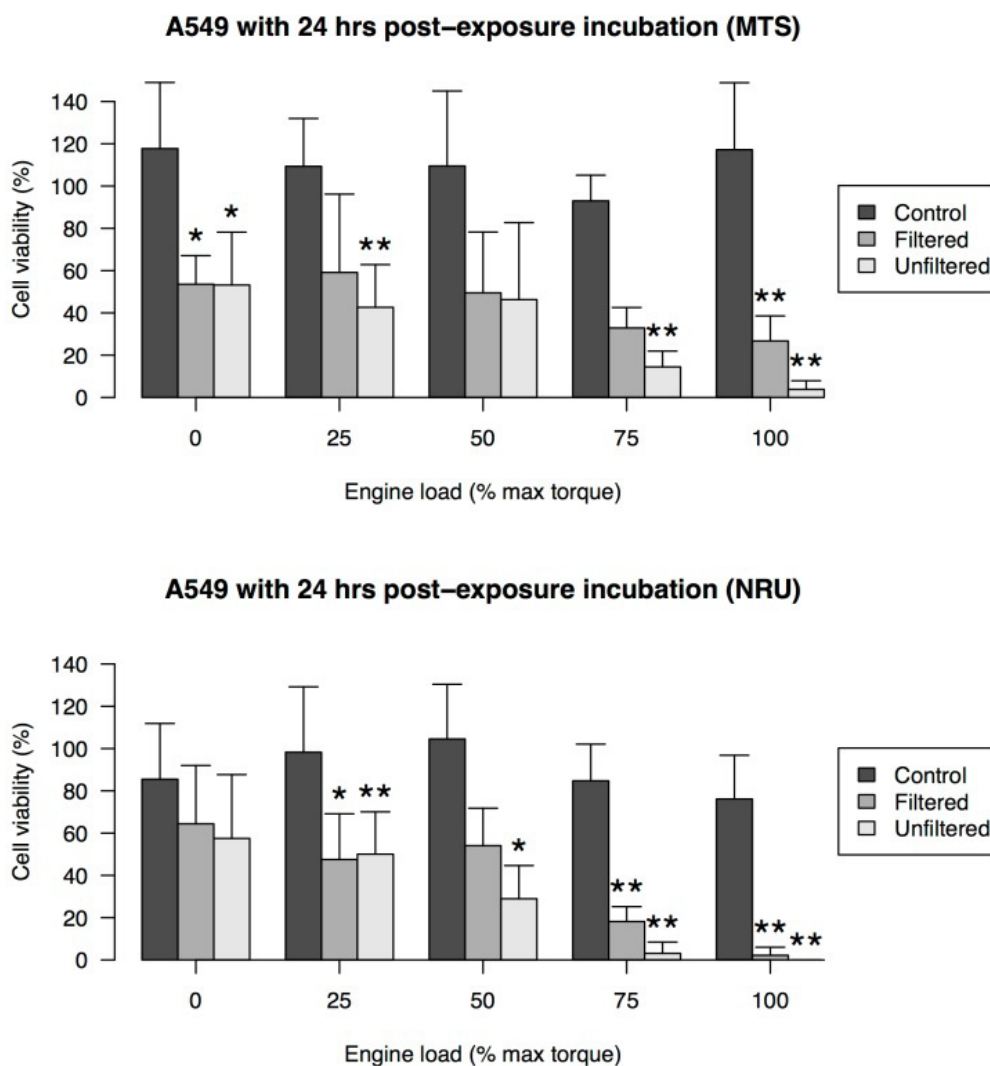 A549 with 24 hrs post–exposure incubation (MTS)
Cell viability (%)
140
120
100
80
60
40
20
0
* * ** ** ** **
Control
Filtered
Unfiltered
0 25 50 75 100
Engine load (% max torque)
A549 with 24 hrs post–exposure incubation (NRU)
Cell viability (%)
140
120
100
80
60
40
20
0
* ** * ** ** ** **
Control
Filtered
Unfiltered
0 25 50 75 100
Engine load (% max torque)